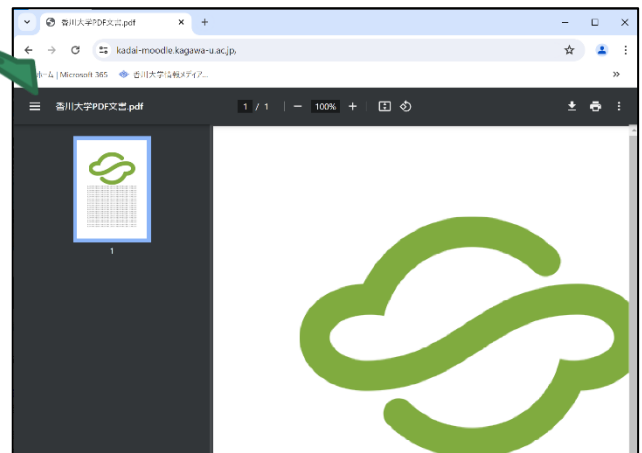 香川大学PDF文書.pdf
kadai-moodle.kagawa-u.ac.jp,
ホーム | Microsoft 365 香川大学情報メディア...
香川大学PDF文書.pdf 1 / 1 100%
1